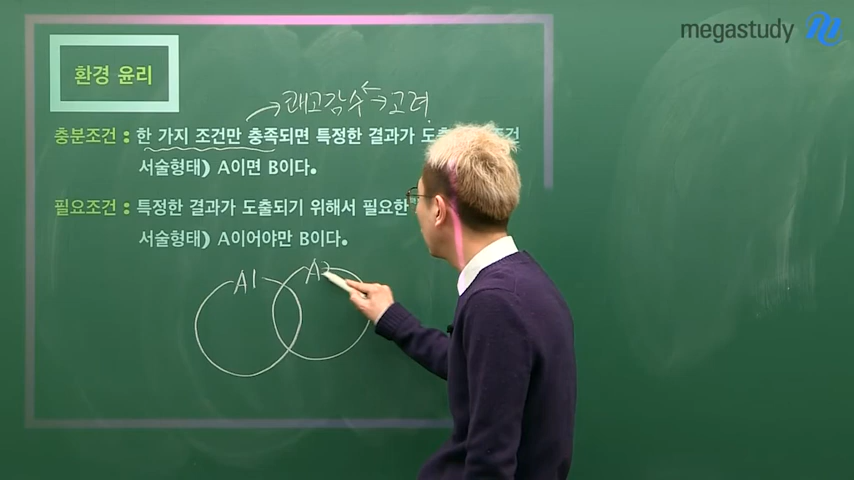 megastudy
환경 윤리
쾌고감수 → 고려
충분조건 : 한 가지 조건만 충족되면 특정한 결과가
서술형태) A이면 B이다.
필요조건 : 특정한 결과가 도출되기 위해서 필요한
서술형태) A이어야만 B이다.
A1
A2